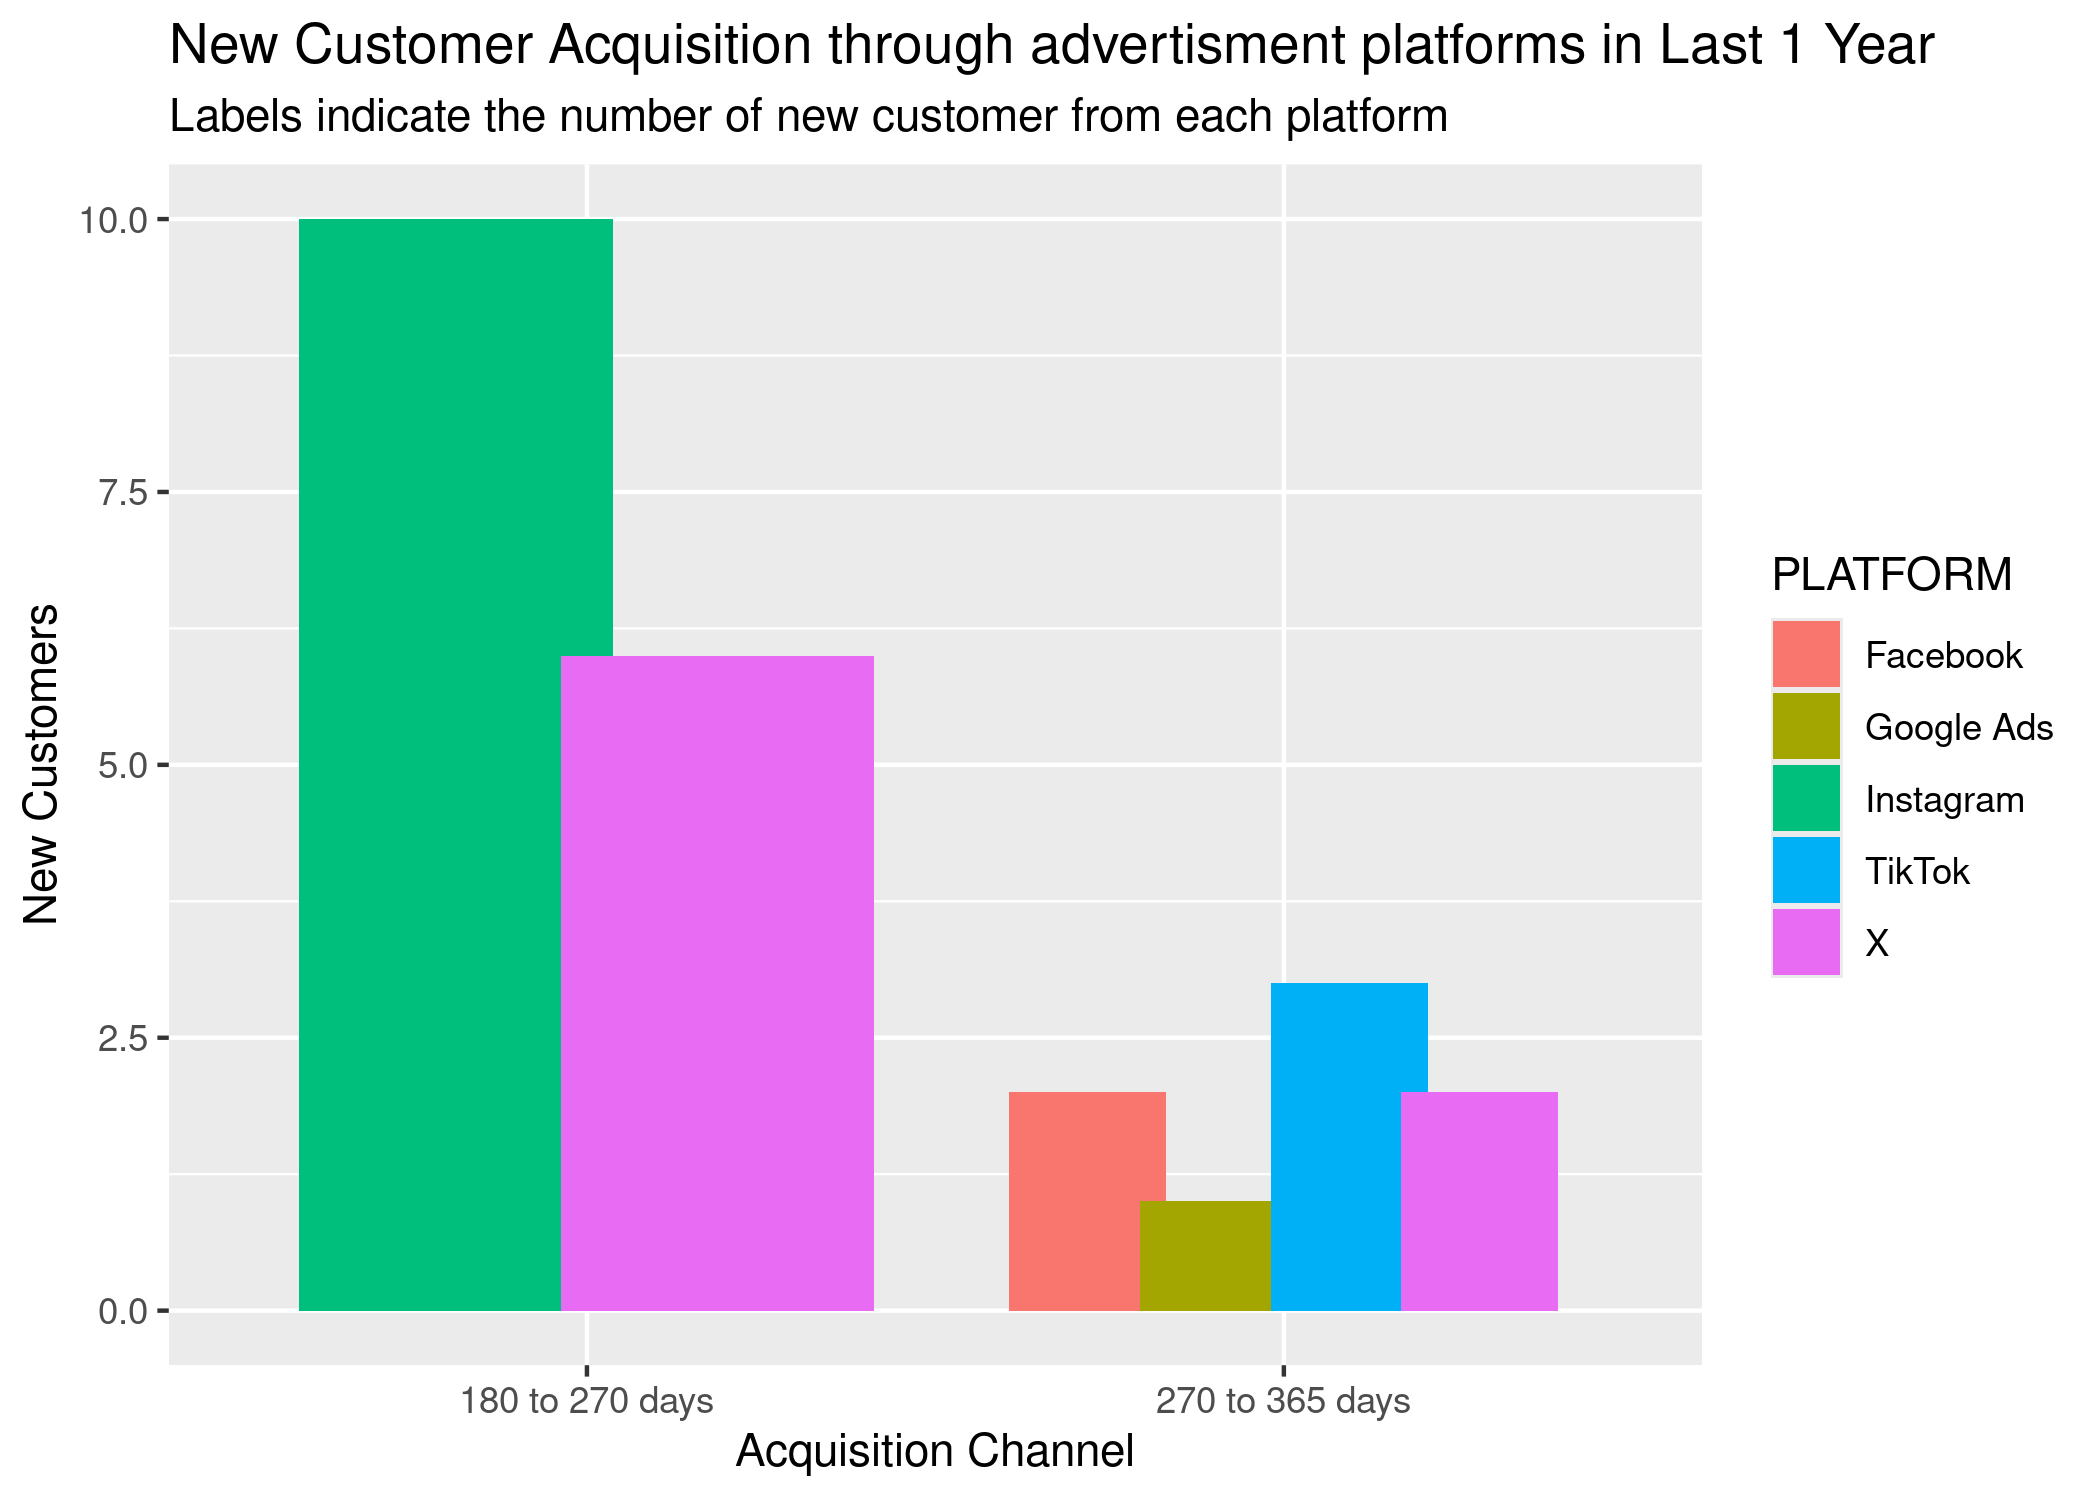 New Customer Acquisition through advertisment platforms in Last 1 Year
Labels indicate the number of new customer from each platform
10.0
7.5
5.0
2.5
0.0
New Customers
180 to 270 days
270 to 365 days
Acquisition Channel
PLATFORM
Facebook
Google Ads
Instagram
TikTok
X